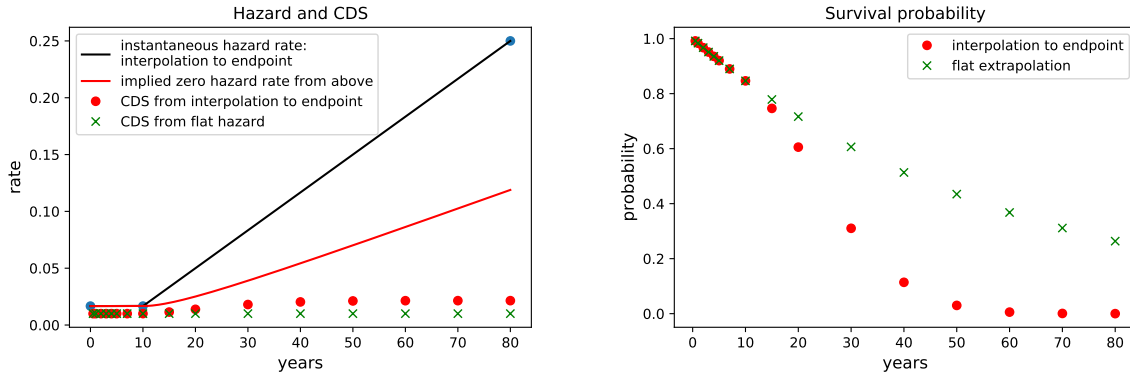 Hazard and CDS
instantaneous hazard rate:
interpolation to endpoint
implied zero hazard rate from above
CDS from interpolation to endpoint
CDS from flat hazard
0.25
0.20
0.15
0.10
0.05
0.00
rate
0 10 20 30 40 50 60 70 80
years
Survival probability
interpolation to endpoint
flat extrapolation
1.0
0.8
0.6
0.4
0.2
0.0
probability
0 10 20 30 40 50 60 70 80
years